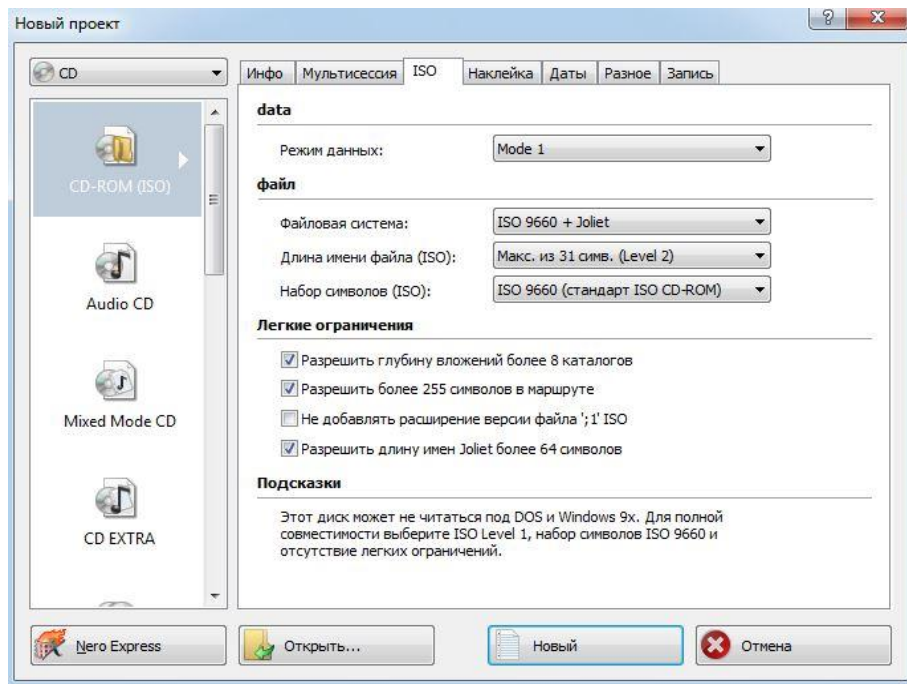 Новый проект
CD
CD-ROM (ISO)
Audio CD
Mixed Mode CD
CD EXTRA
Инфо Мультисессия ISO Наклейка Даты Разное Запись
data
Режим данных: Mode 1
файл
Файловая система: ISO 9660 + Joliet
Длина имени файла (ISO): Макс. из 31 симв. (Level 2)
Набор символов (ISO): ISO 9660 (стандарт ISO CD-ROM)
Легкие ограничения
Разрешить глубину вложений более 8 каталогов
Разрешить более 255 символов в маршруте
Не добавлять расширение версии файла ';1' ISO
Разрешить длину имен Joliet более 64 символов
Подсказки
Этот диск может не читаться под DOS и Windows 9x. Для полной
совместимости выберите ISO Level 1, набор символов ISO 9660 и
отсутствие легких ограничений.
Nero Express Открыть... Новый Отмена